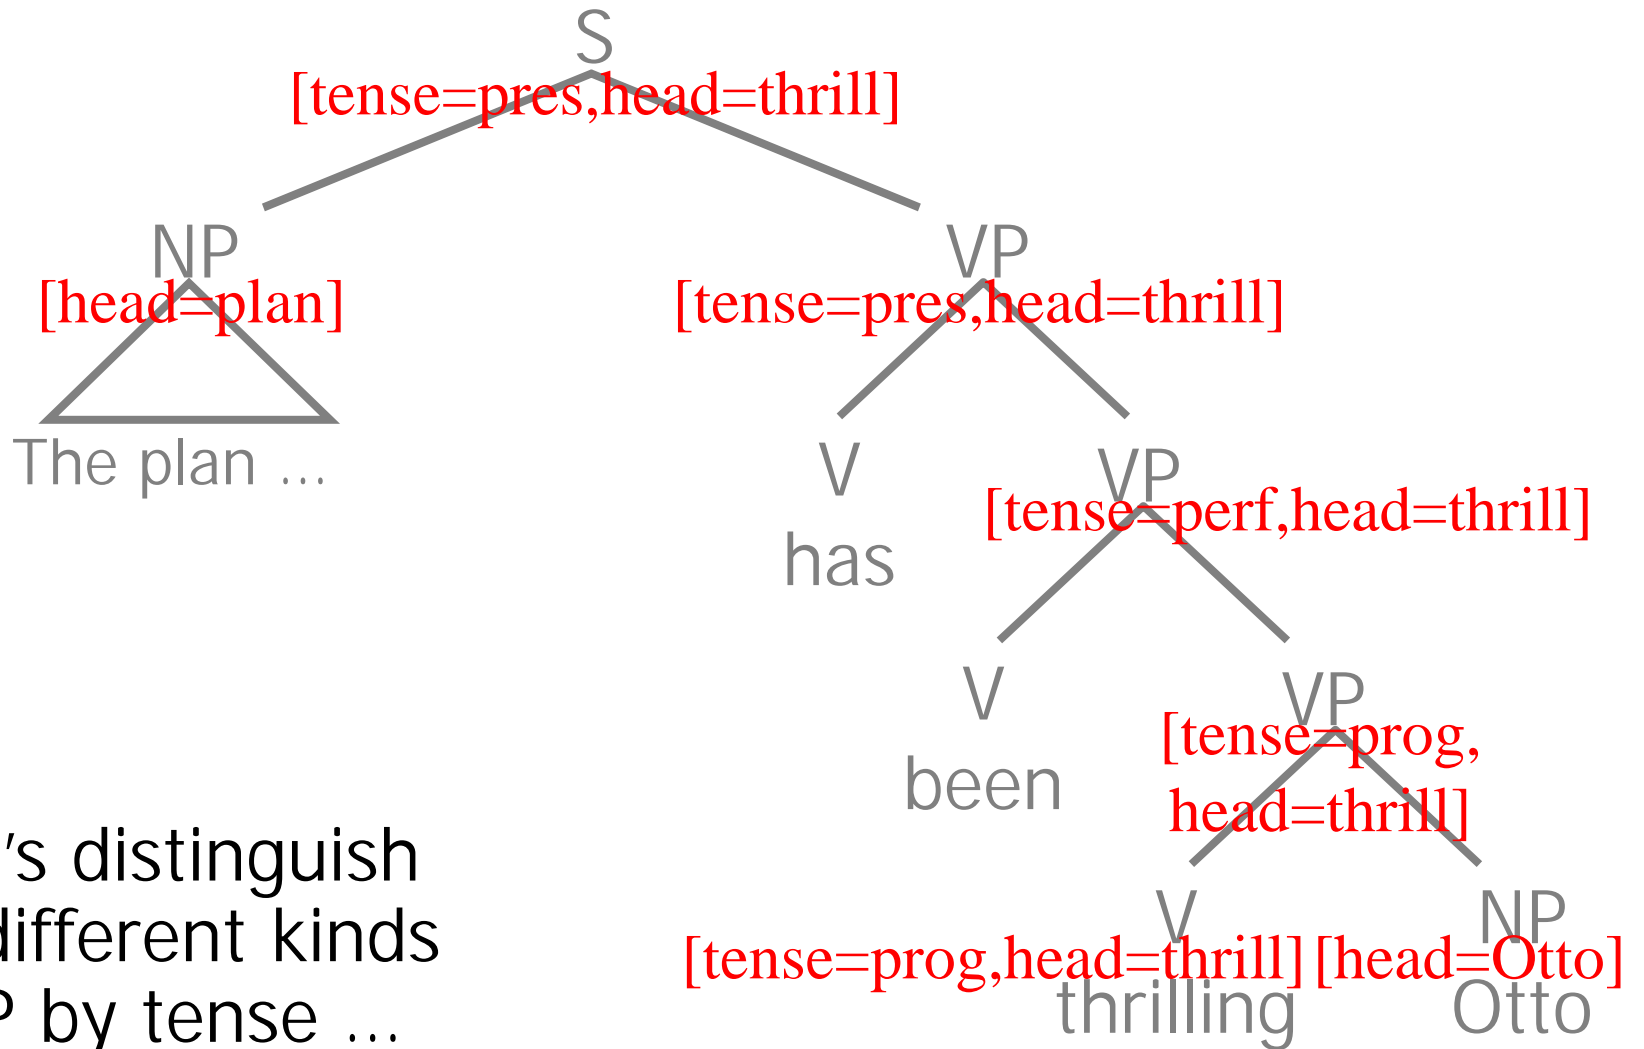 S
[tense=pres,head=thrill]
NP
VP
[head=plan]
[tense=pres,head=thrill]
The plan ...
V
VP
[tense=perf,head=thrill]
has
V
VP
[tense=prog,
head=thrill]
been
's distinguish
different kinds
P by tense ...
V
NP
[tense=prog,head=thrill]
[head=Otto]
thrilling
Otto